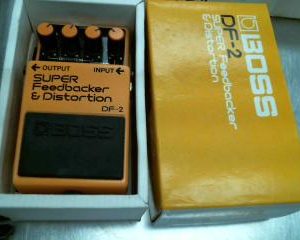 ← OUTPUT INPUT ←
SUPER
Feedbacker
& Distortion
DF-2
BOSS
BOSS
DF-2
SUPER Feedbacker
& Distortion